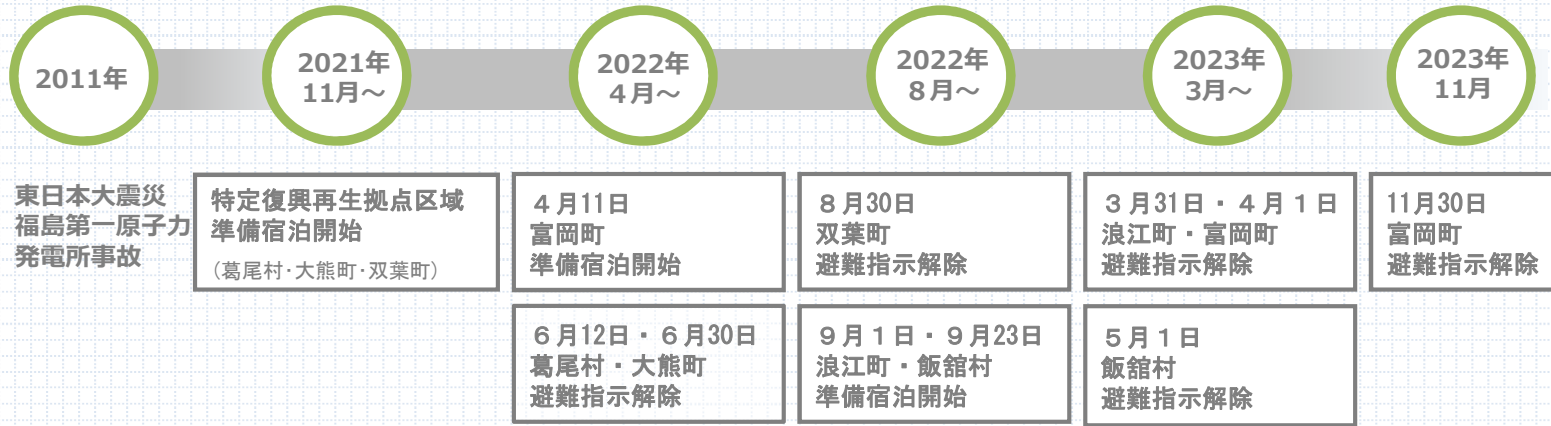 2011年
2021年
11月～
2022年
４月～
2022年
８月～
2023年
3月～
2023年
11月
東日本大震災
福島第一原子力
発電所事故
特定復興再生拠点区域
準備宿泊開始
（葛尾村・大熊町・双葉町）
４月11日
富岡町
準備宿泊開始
６月12日・６月30日
葛尾村・大熊町
避難指示解除
８月30日
双葉町
避難指示解除
９月１日・９月23日
浪江町・飯舘村
準備宿泊開始
３月31日・４月１日
浪江町・富岡町
避難指示解除
５月１日
飯舘村
避難指示解除
11月30日
富岡町
避難指示解除